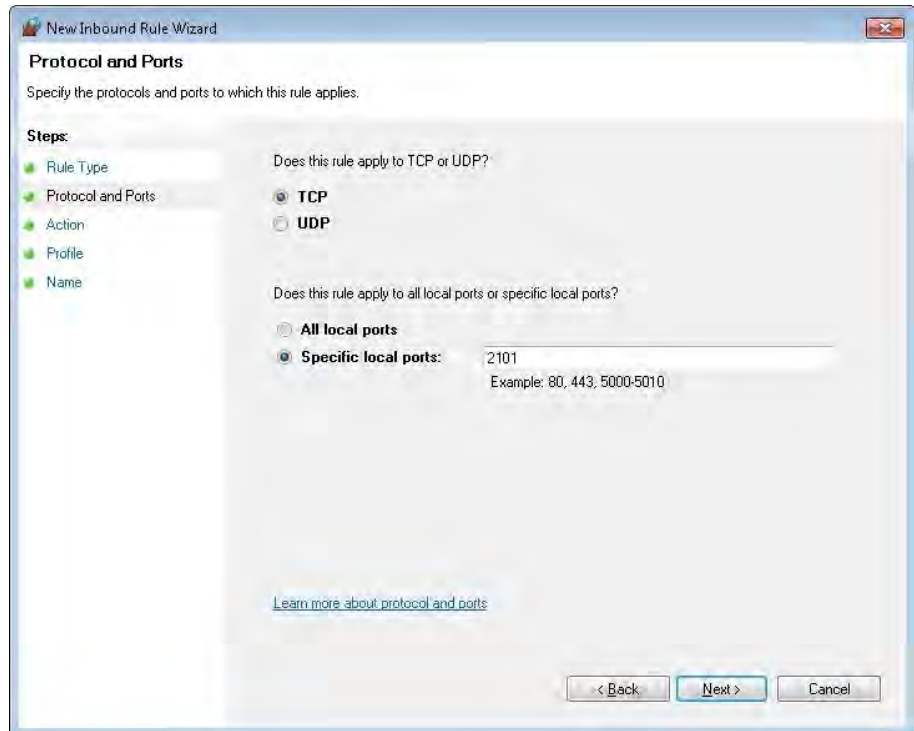 New Inbound Rule Wizard
Protocol and Ports
Specify the protocols and ports to which this rule applies.
Steps:
Rule Type
Protocol and Ports
Action
Profile
Name
Does this rule apply to TCP or UDP?
TCP
UDP
Does this rule apply to all local ports or specific local ports?
All local ports
Specific local ports: 2101
Example: 80, 443, 5000-5010
Learn more about protocol and ports
< Back Next > Cancel